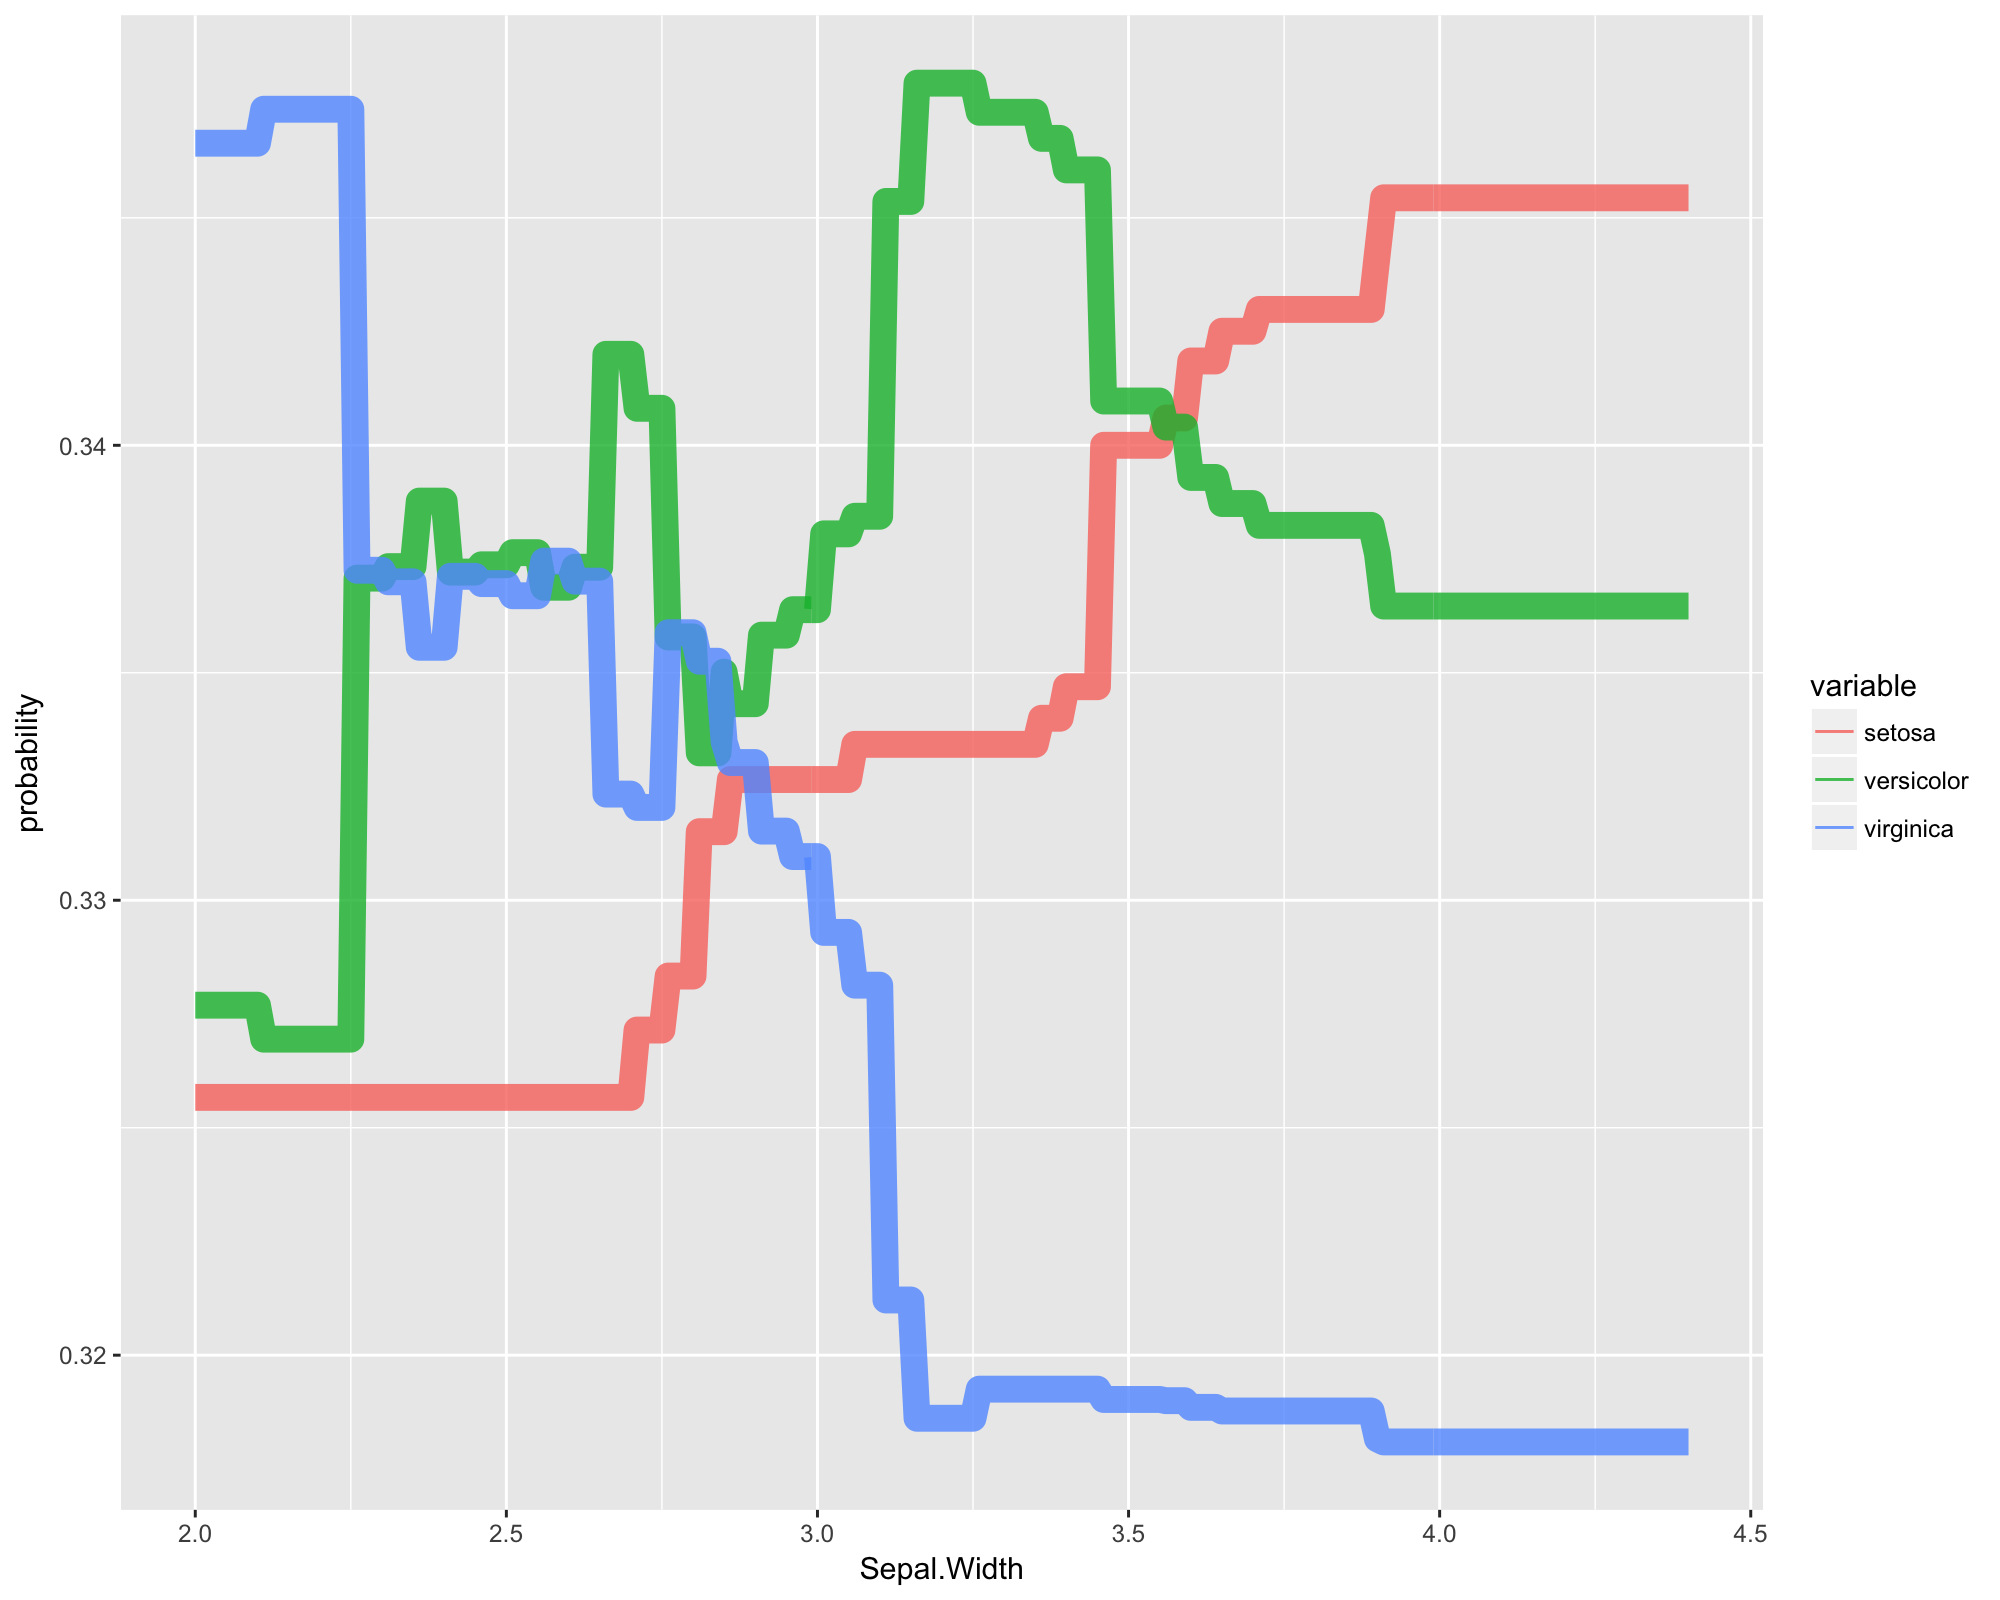 probability
0.34
0.33
0.32
2.0 2.5 3.0 3.5 4.0 4.5
Sepal.Width
variable
setosa
versicolor
virginica